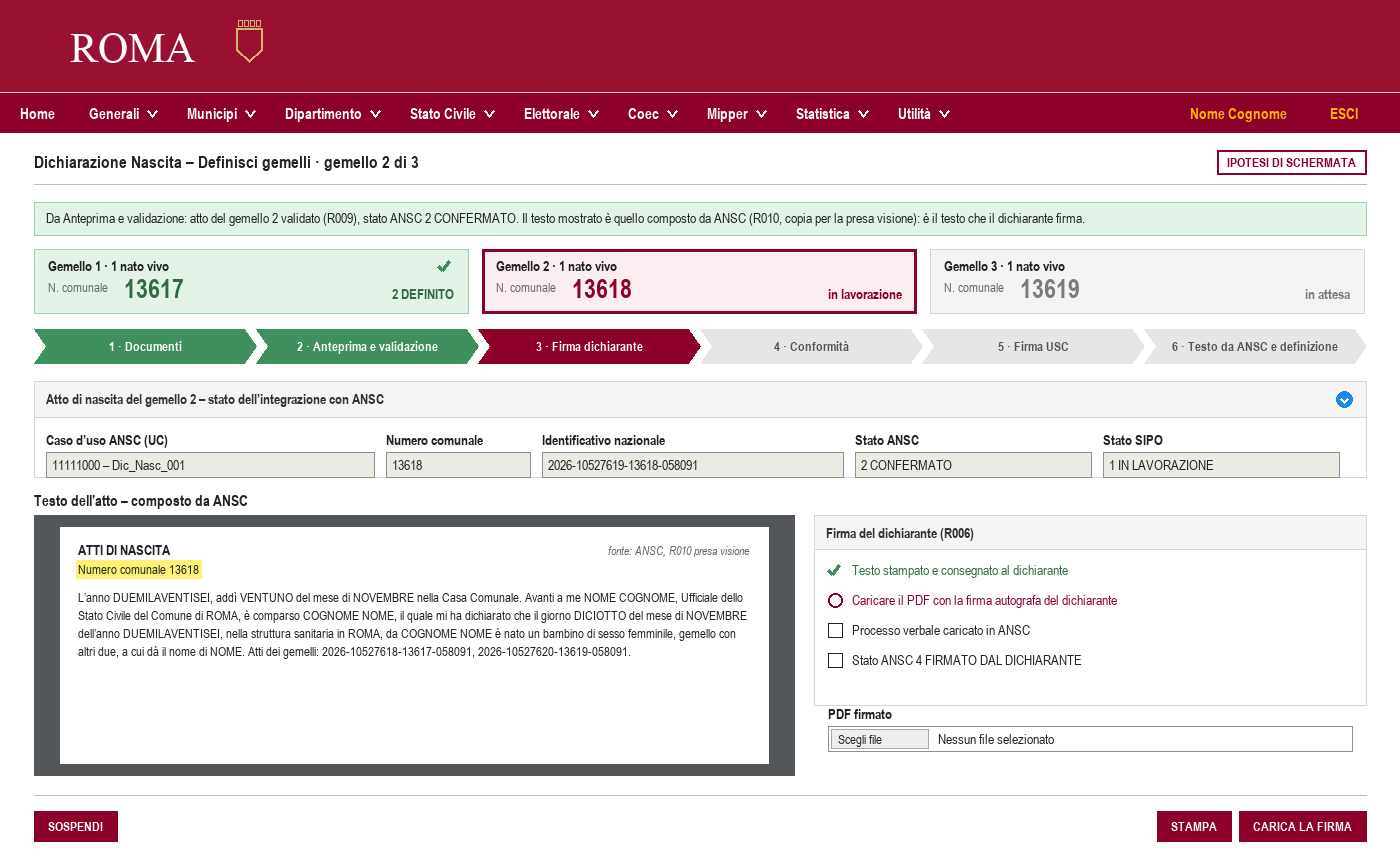 ROMA
Home Generali Municipi Dipartimento Stato Civile Elettorale Coec Mipper Statistica Utilità Nome Cognome ESCI
Dichiarazione Nascita – Definisci gemelli · gemello 2 di 3
IPOTESI DI SCHERMATA
Da Anteprima e validazione: atto del gemello 2 validato (R009), stato ANSC 2 CONFERMATO. Il testo mostrato è quello composto da ANSC (R010, copia per la presa visione): è il testo che il dichiarante firma.
Gemello 1 · 1 nato vivo
N. comunale 13617
2 DEFINITO
Gemello 2 · 1 nato vivo
N. comunale 13618
in lavorazione
Gemello 3 · 1 nato vivo
N. comunale 13619
in attesa
1 · Documenti
2 · Anteprima e validazione
3 · Firma dichiarante
4 · Conformità
5 · Firma USC
6 · Testo da ANSC e definizione
Atto di nascita del gemello 2 – stato dell'integrazione con ANSC
Caso d'uso ANSC (UC) Numero comunale Identificativo nazionale Stato ANSC Stato SIPO
11111000 – Dic_Nasc_001 13618 2026-10527619-13618-058091 2 CONFERMATO 1 IN LAVORAZIONE
Testo dell'atto – composto da ANSC
ATTI DI NASCITA
fonte: ANSC, R010 presa visione
Numero comunale 13618
L'anno DUEMILAVENTISEI, addì VENTUNO del mese di NOVEMBRE nella Casa Comunale. Avanti a me NOME COGNOME, Ufficiale dello
Stato Civile del Comune di ROMA, è comparso COGNOME NOME, il quale mi ha dichiarato che il giorno DICIOTTO del mese di NOVEMBRE
dell'anno DUEMILAVENTISEI, nella struttura sanitaria in ROMA, da COGNOME NOME è nato un bambino di sesso femminile, gemello con
altri due, a cui dà il nome di NOME. Atti dei gemelli: 2026-10527618-13617-058091, 2026-10527620-13619-058091.
Firma del dichiarante (R006)
Testo stampato e consegnato al dichiarante
Caricare il PDF con la firma autografa del dichiarante
Processo verbale caricato in ANSC
Stato ANSC 4 FIRMATO DAL DICHIARANTE
PDF firmato
Scegli file Nessun file selezionato
SOSPENDI
STAMPA
CARICA LA FIRMA